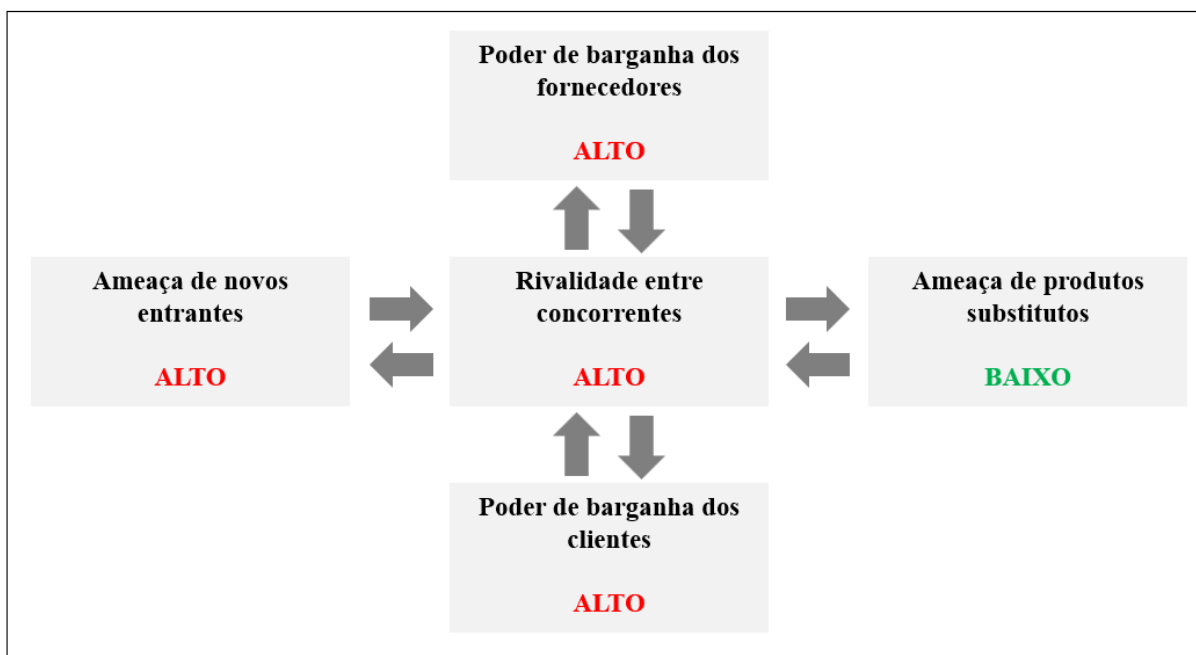 Poder de barganha dos
fornecedores
ALTO
Ameaça de novos
entrantes
ALTO
Rivalidade entre
concorrentes
ALTO
Ameaça de produtos
substitutos
BAIXO
Poder de barganha dos
clientes
ALTO